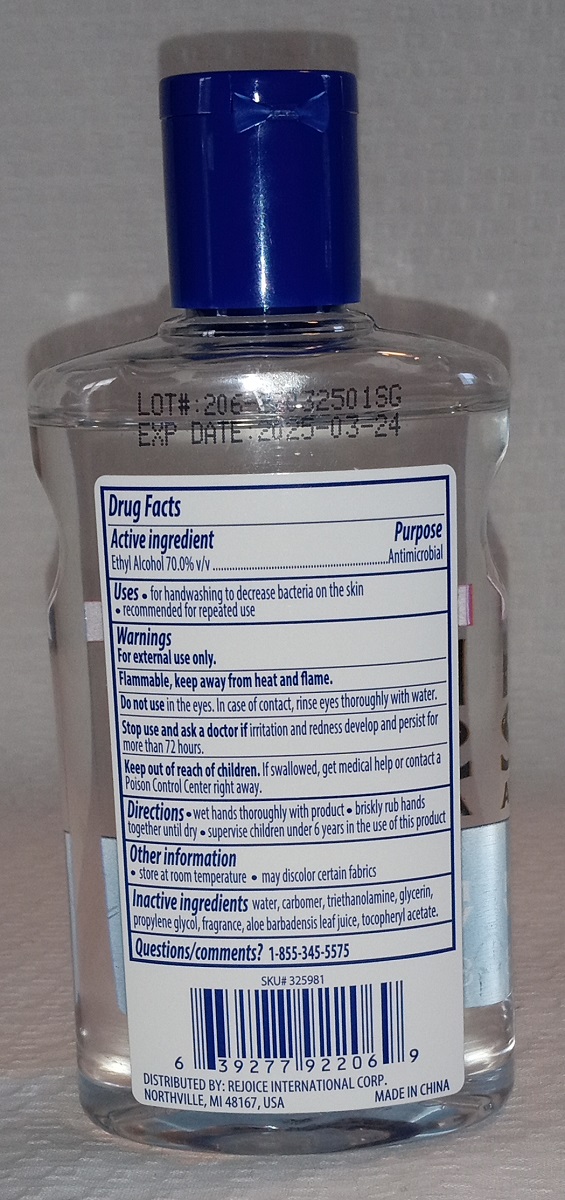 LOT#:206-
EXP DATE:2025-03-24
Drug Facts
Active ingredient Purpose
Ethyl Alcohol 70.0% v/v ........................................................Antimicrobial
Uses • for handwashing to decrease bacteria on the skin
• recommended for repeated use
Warnings
For external use only.
Flammable, keep away from heat and flame.
Do not use in the eyes. In case of contact, rinse eyes thoroughly with water.
Stop use and ask a doctor if irritation and redness develop and persist for
more than 72 hours.
Keep out of reach of children. If swallowed, get medical help or contact a
Poison Control Center right away.
Directions • wet hands thoroughly with product • briskly rub hands
together until dry • supervise children under 6 years in the use of this product
Other information
• store at room temperature • may discolor certain fabrics
Inactive ingredients water, carbomer, triethanolamine, glycerin,
propylene glycol, fragrance, aloe barbadensis leaf juice, tocopheryl acetate.
Questions/comments? 1-855-345-5575
SKU# 325981
6 39277 92206 9
DISTRIBUTED BY: REJOICE INTERNATIONAL CORP.
NORTHVILLE, MI 48167, USA MADE IN CHINA